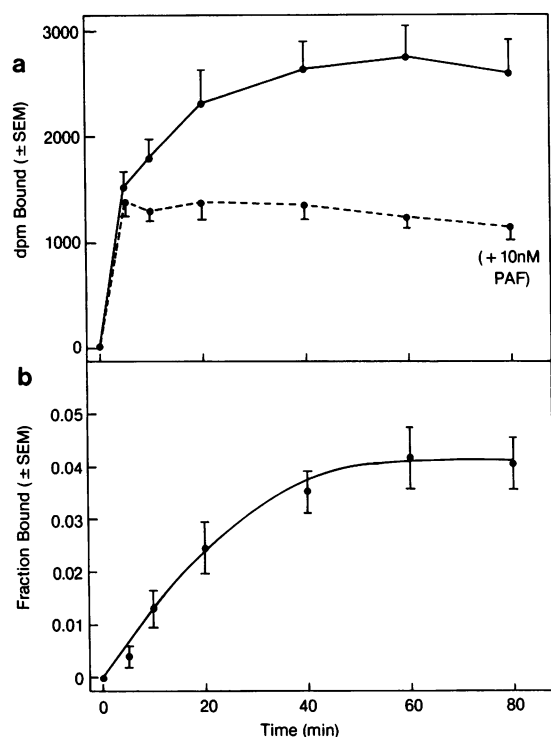 a
3000
2000
1000
0
dpm Bound (± SEM)
(+ 10nM
PAF)
b
0.05
0.04
0.03
0.02
0.01
0
Fraction Bound (± SEM)
0 20 40 60 80
Time (min)